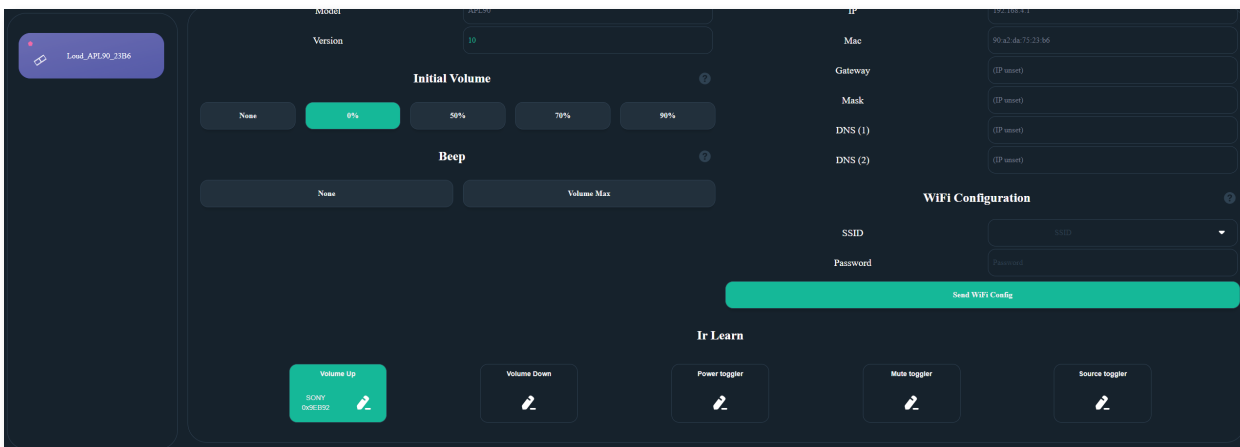 Loud_APL90_23B6
Model APL90
Version 10
Initial Volume ?
None 0% 50% 70% 90%
Beep ?
None Volume Max
IP 192.168.4.1
Mac 90:a2:da:75:23:b6
Gateway (IP unset)
Mask (IP unset)
DNS (1) (IP unset)
DNS (2) (IP unset)
WiFi Configuration ?
SSID SSID
Password Password
Send WiFi Config
Ir Learn
Volume Up
SONY
0x9EB92
Volume Down
Power toggler
Mute toggler
Source toggler